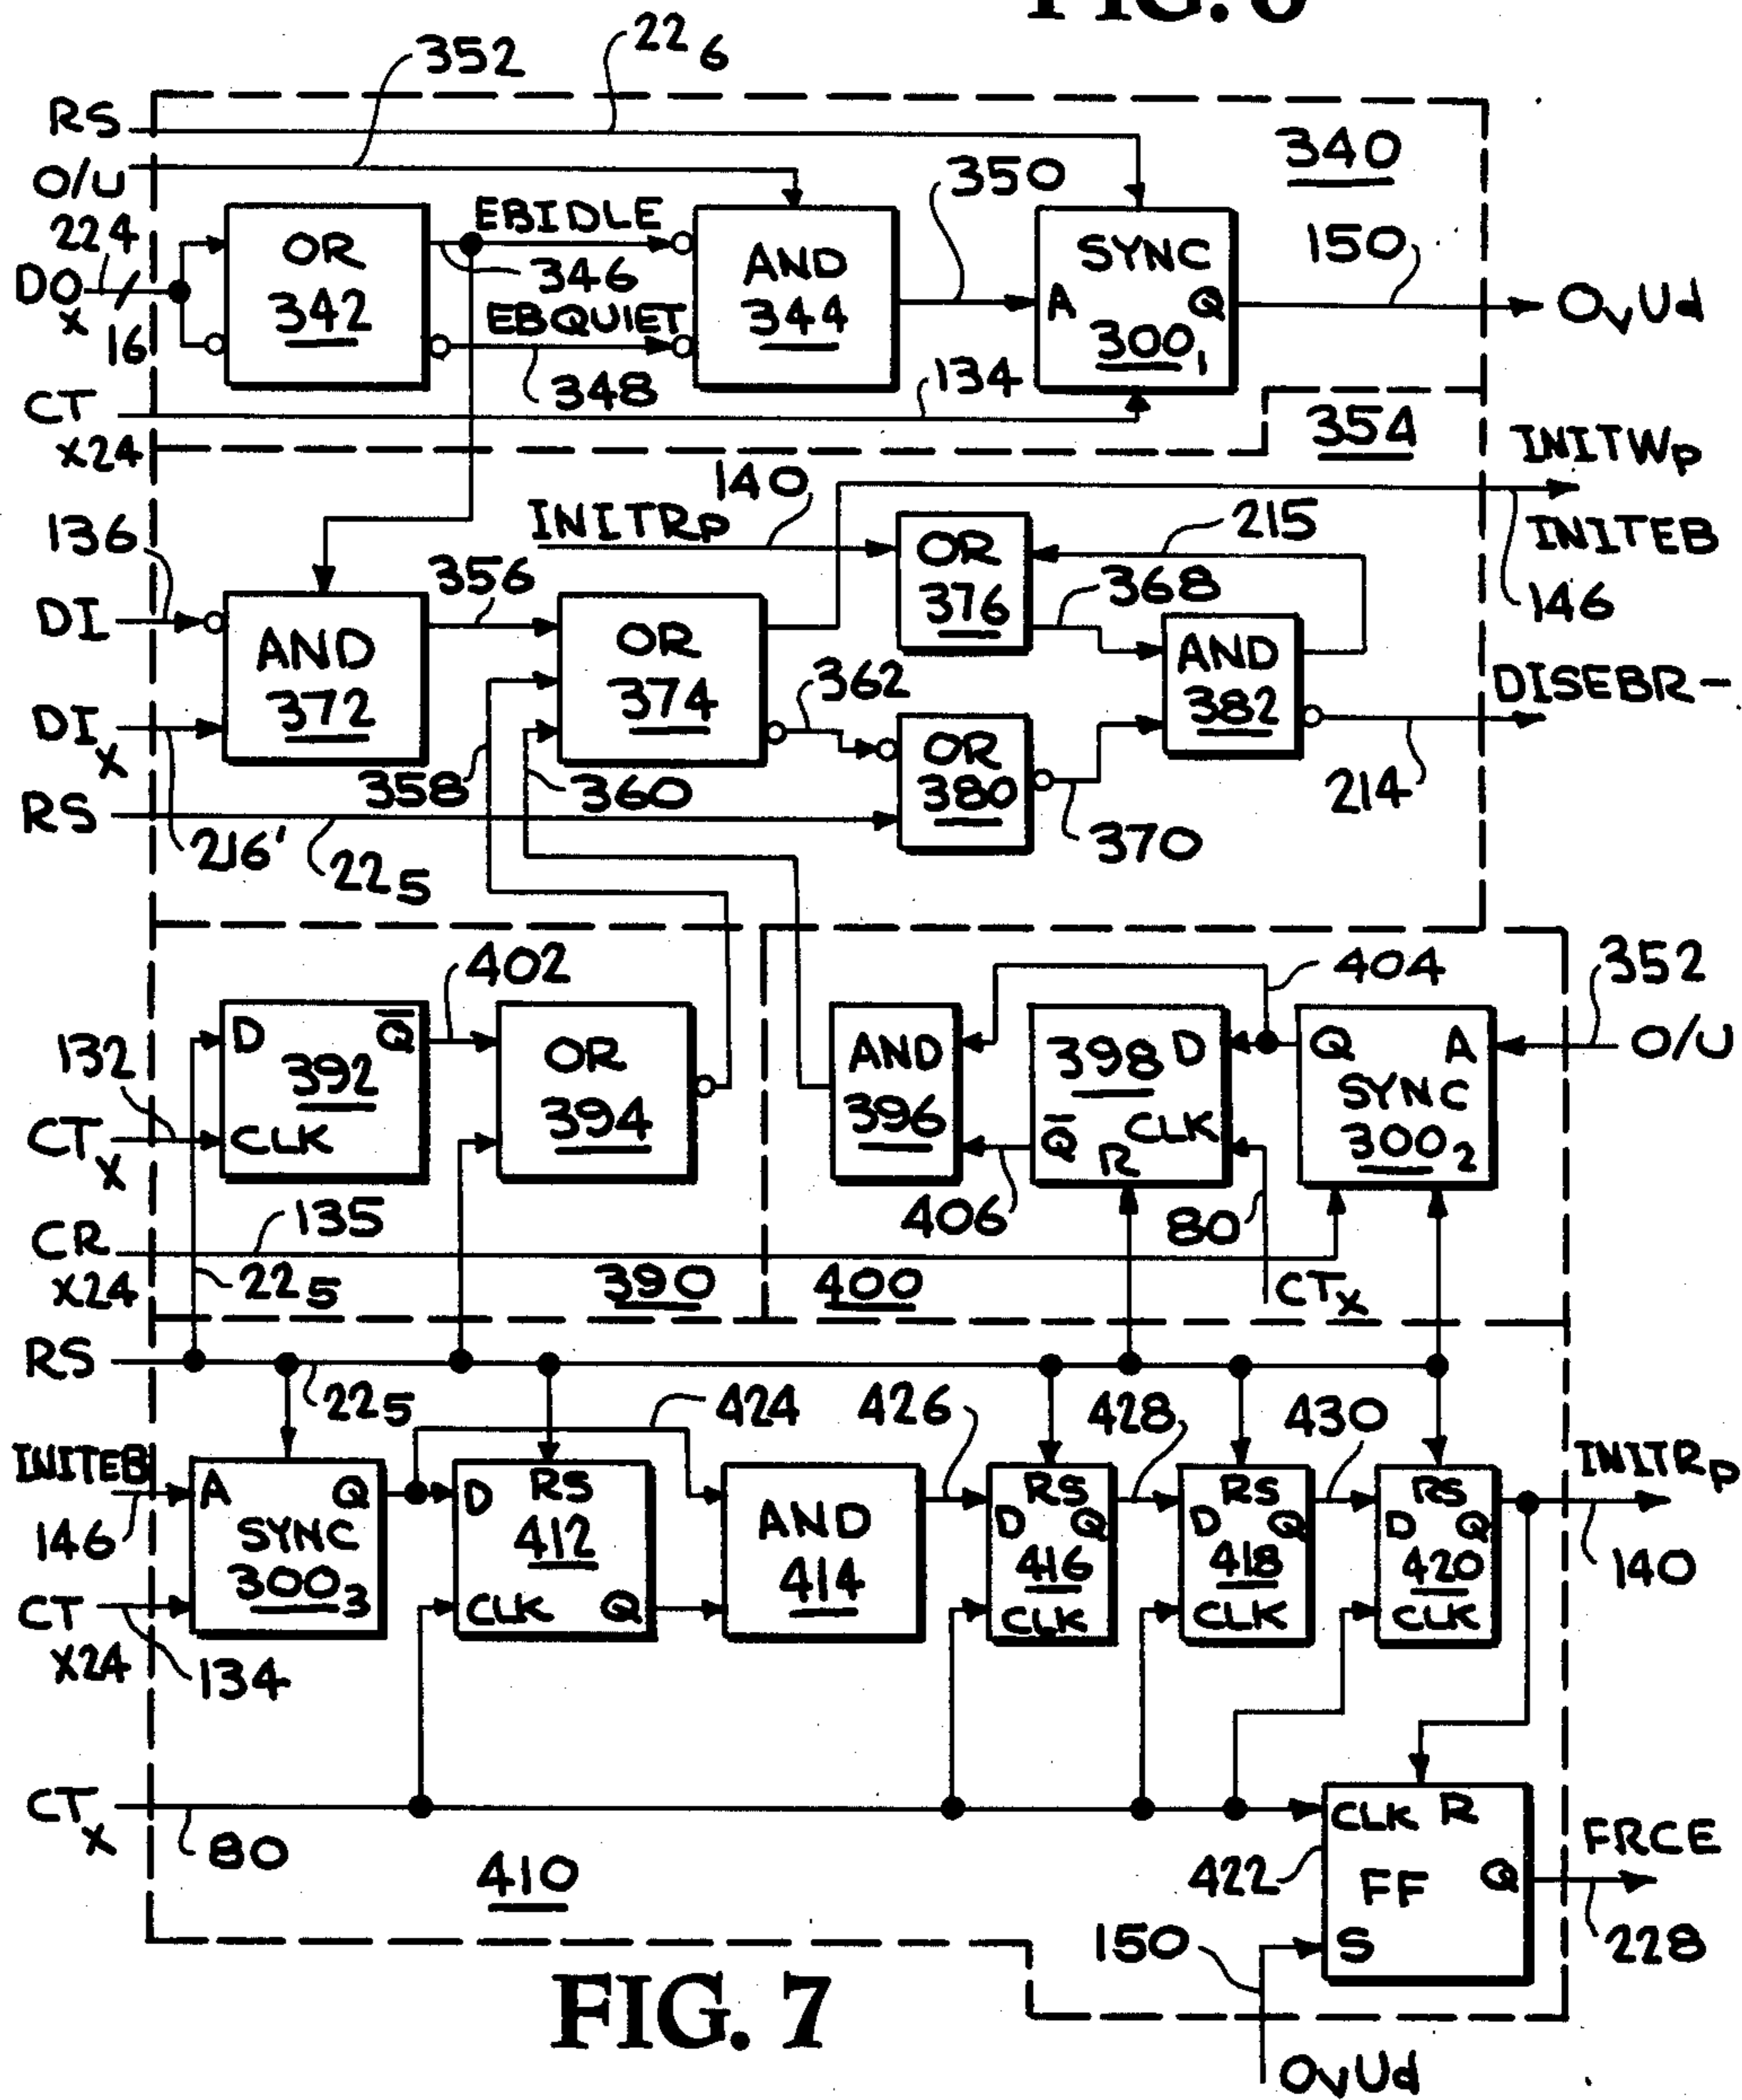 FIG. 6
352
22 6
RS
340
O/U
350
224
OR
342
EBIDLE
346
AND
344
SYNC
A Q
300 1
150
OvUd
DO x
16
EBQUIET
348
134
CT
x24
354
INITWp
136
INITRp
140
OR
376
215
INITEB
146
DI
356
368
AND
372
OR
374
AND
382
362
DISEBR-
DI x
358
360
OR
380
214
RS
216'
22 5
370
402
404
352
D Q̅
392
CLK
OR
394
AND
396
398 D
Q̅ CLK
R
Q A
SYNC
300 2
O/U
132
CT x
135
406
80
CR
x24
22 5
390
400
CT x
RS
22 5
424
426
428
430
INITEB
INITRp
A Q
SYNC
300 3
D RS
412
CLK Q
AND
414
RS
D Q
416
CLK
RS
D Q
418
CLK
RS
D Q
420
CLK
146
140
CT
x24
134
CT x
80
CLK R
FF Q
S
422
FRCE
228
410
150
OvUd
FIG. 7